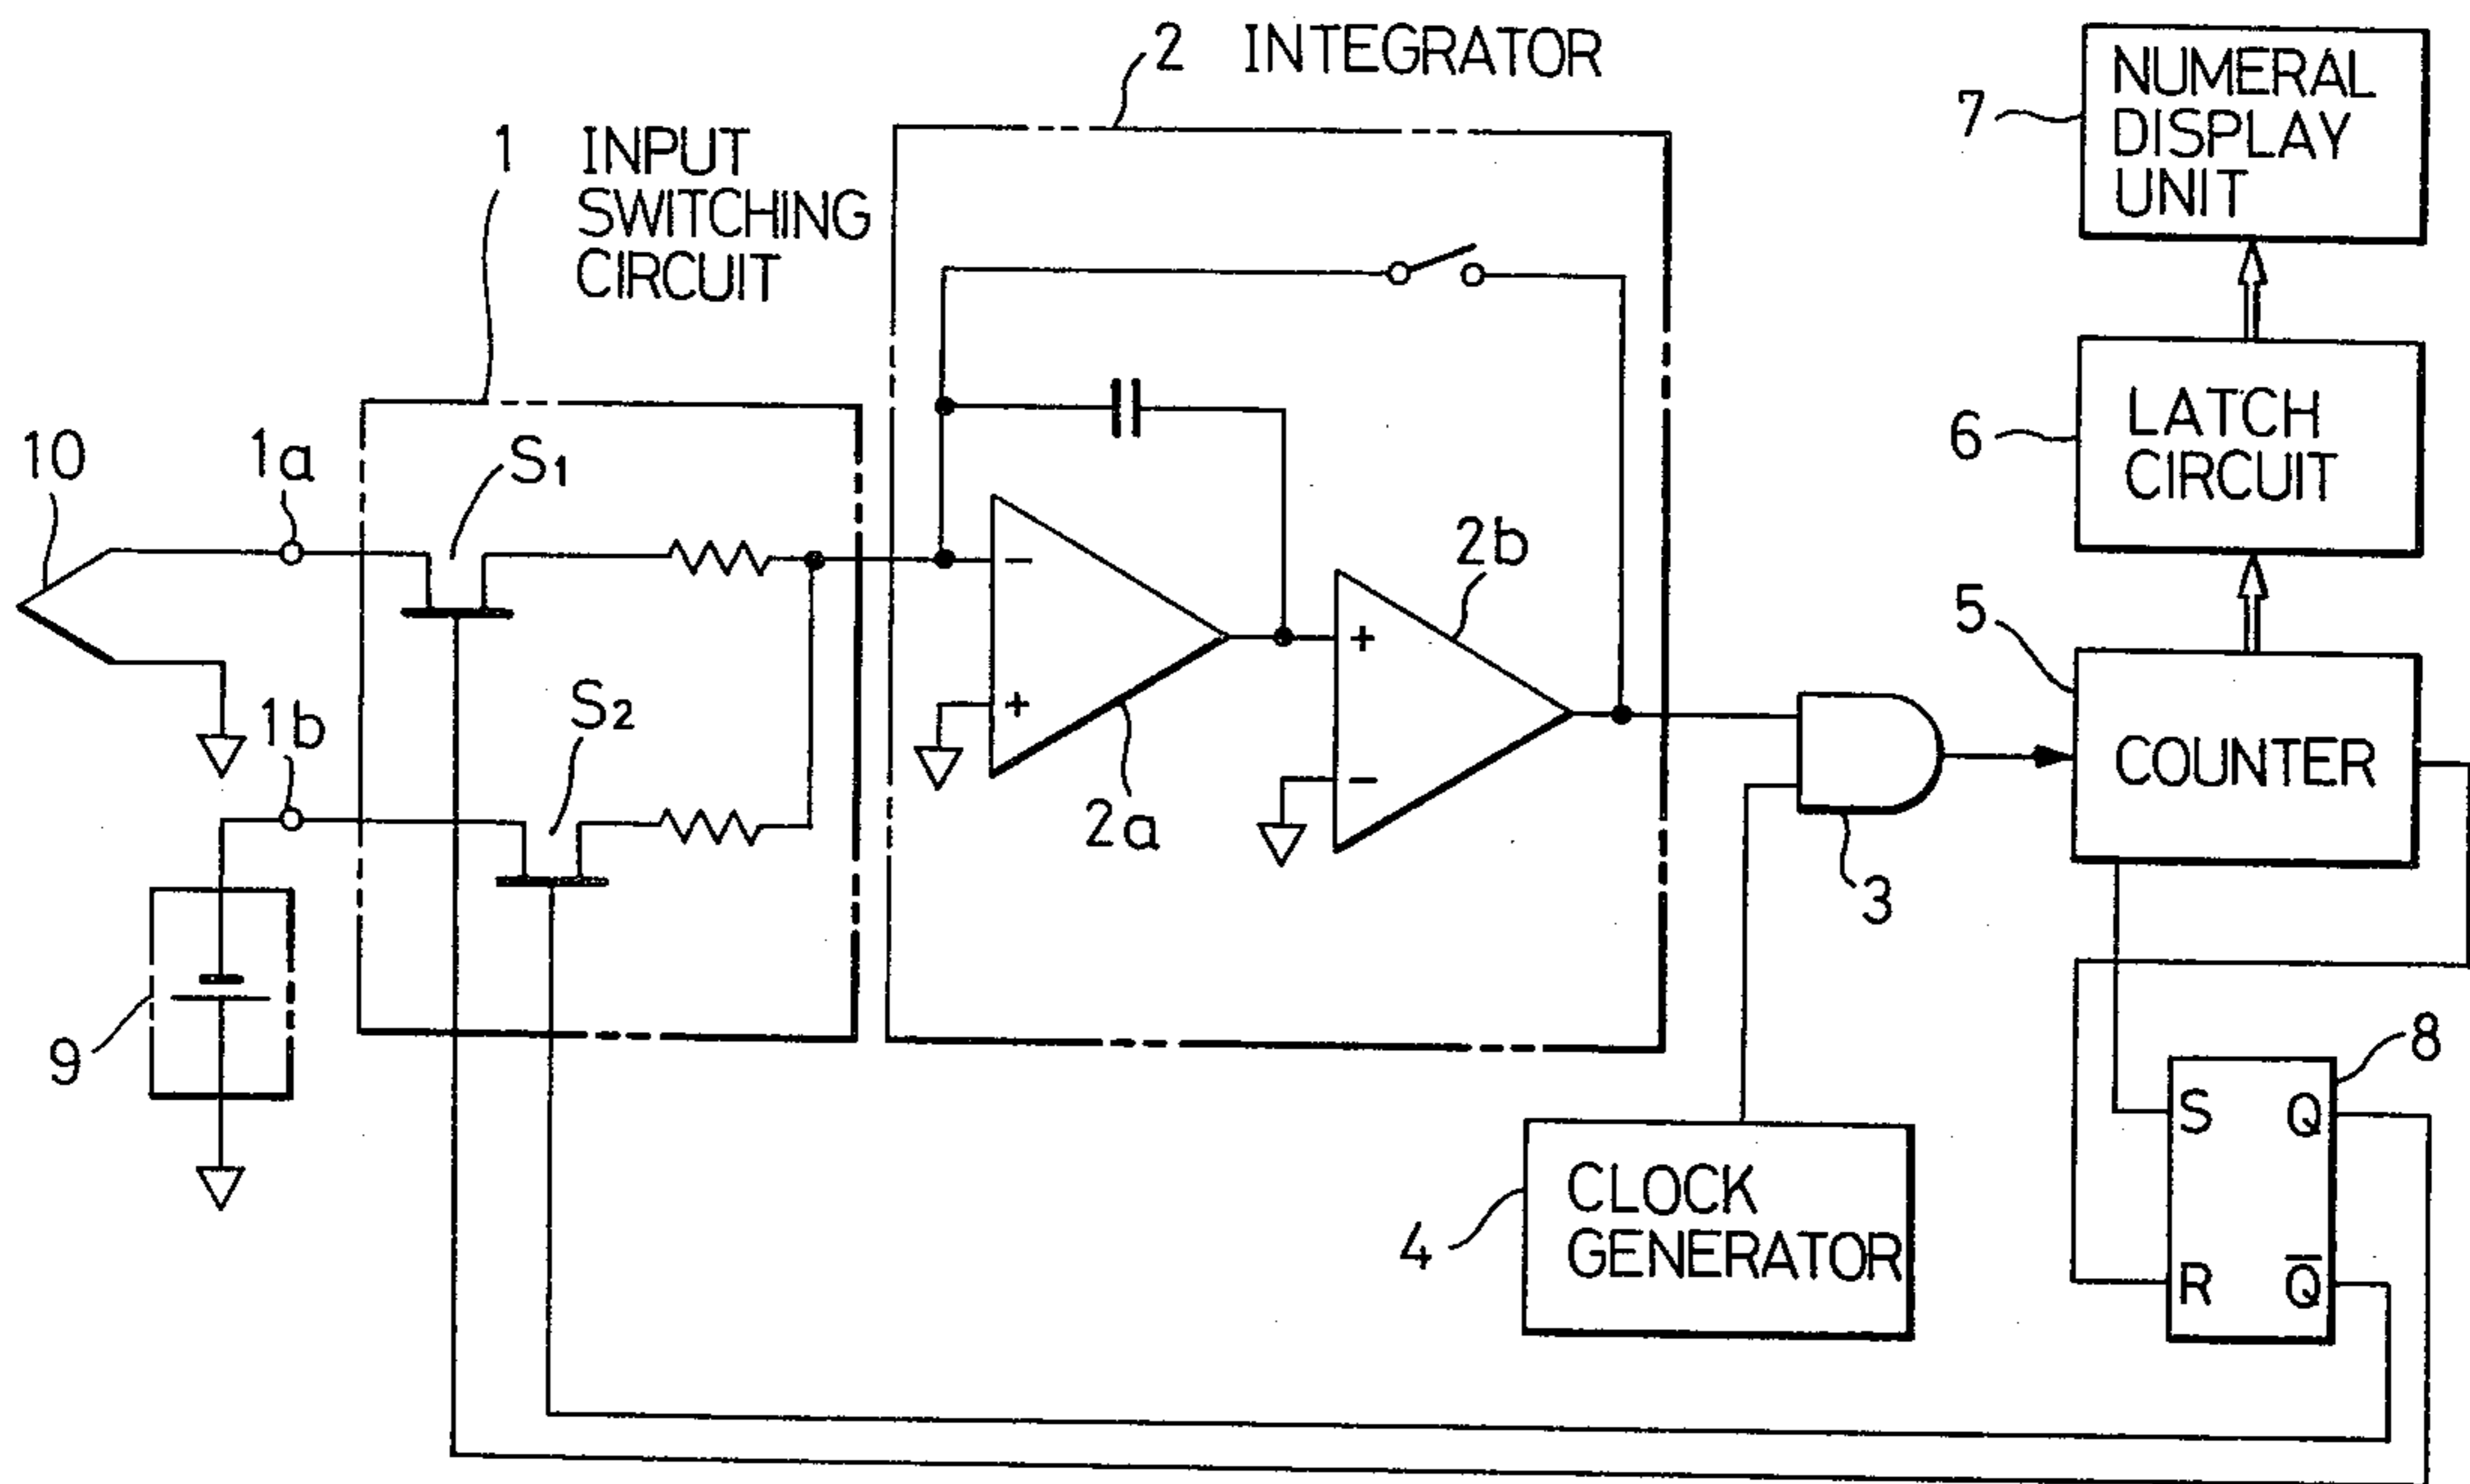 2 INTEGRATOR
1 INPUT
SWITCHING
CIRCUIT
7
NUMERAL
DISPLAY
UNIT
10
1a
S1
6
LATCH
CIRCUIT
2b
5
1b
S2
− +
+ −
2a
3
COUNTER
9
8
S Q
4
CLOCK
GENERATOR
R Q̅